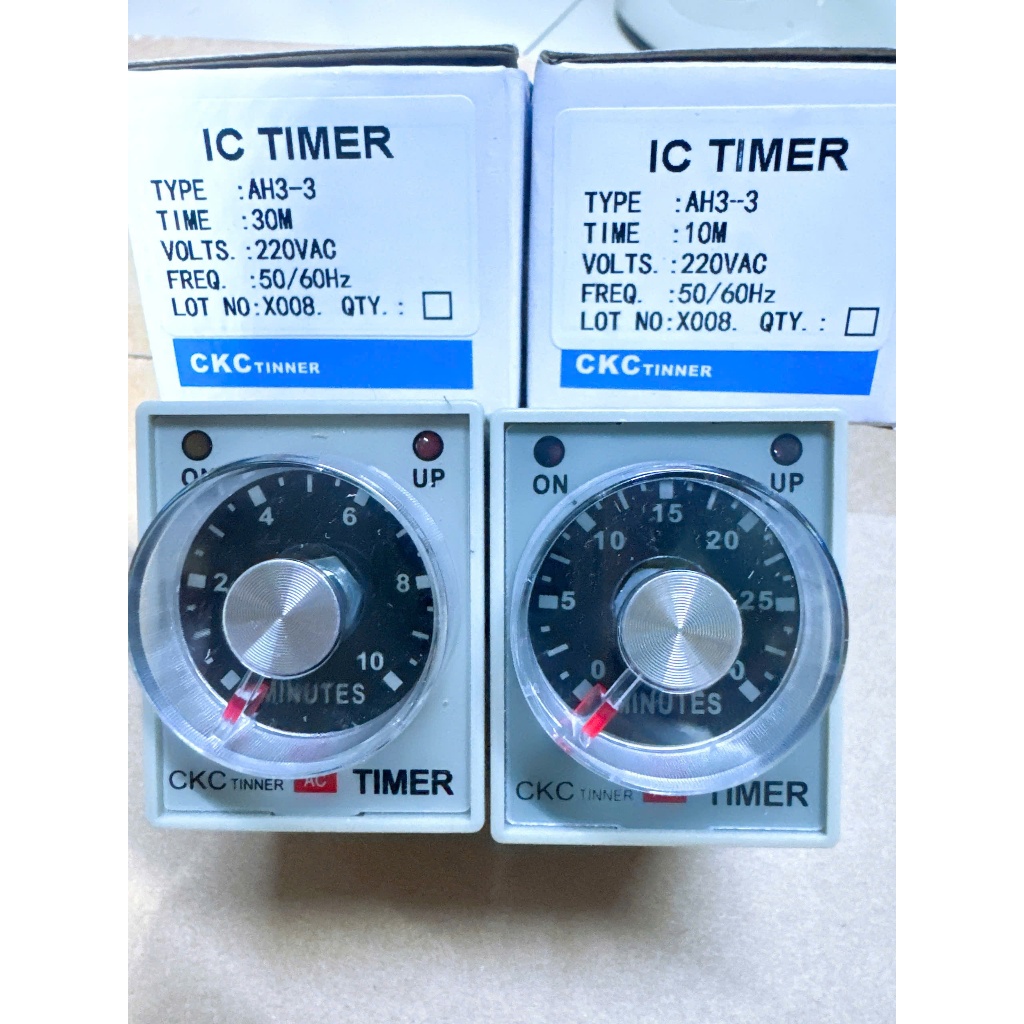 IC TIMER
TYPE :AH3-3
TIME :30M
VOLTS. :220VAC
FREQ. :50/60Hz
LOT NO:X008. QTY. :
CKC TINNER
IC TIMER
TYPE :AH3--3
TIME :10M
VOLTS. :220VAC
FREQ. :50/60Hz
LOT NO:X008. QTY. :
CKC TINNER
ON UP
4 6
2 8
10
MINUTES
CKC TINNER AC TIMER
ON UP
15
10 20
5 25
0 0
MINUTES
CKC TINNER TIMER